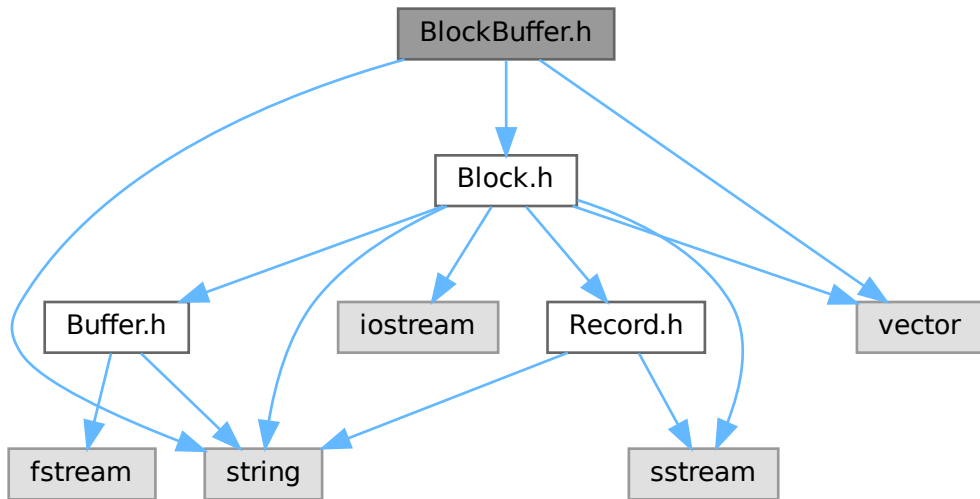 BlockBuffer.h
Block.h
Buffer.h
iostream
Record.h
vector
fstream
string
sstream